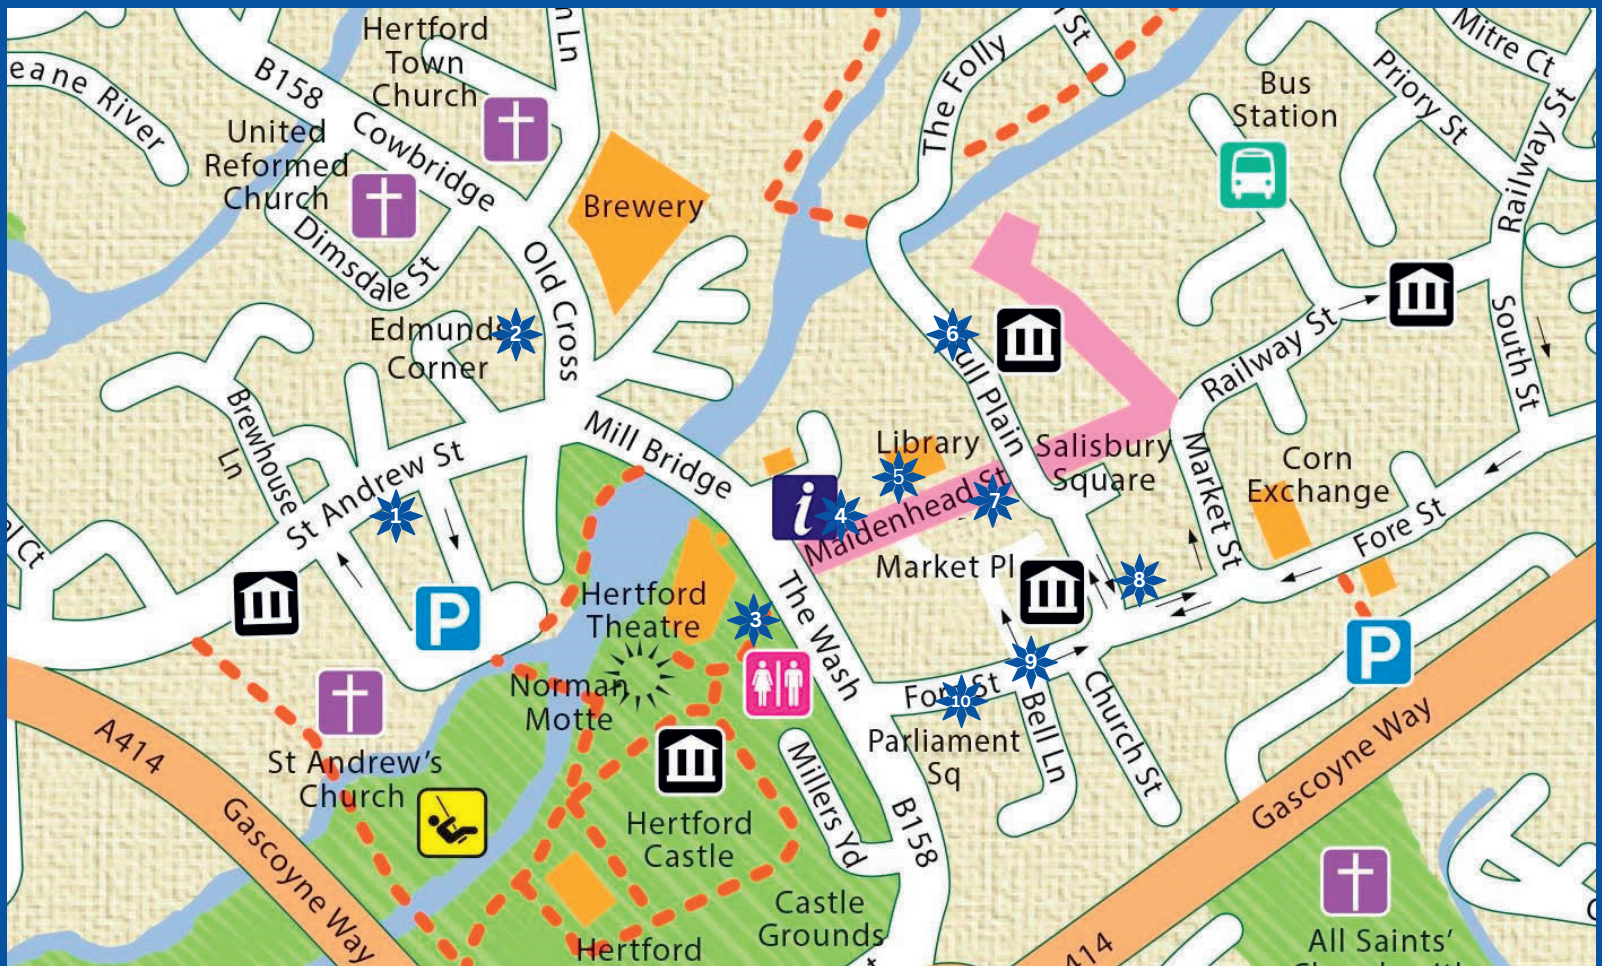 Hertford
Town
Church
n Ln
The Folly
n St
Mitre Ct
eane River
B158
Cowbridge
United
Reformed
Church
Dimsdale St
Brewery
Old Cross
Bus
Station
Priory St
Railway St
Edmunds
Corner
2
6
ull Plain
Railway St
South St
Brewhouse
Ln
St Andrew St
1
Mill Bridge
Library
5
i
4
Maidenhead St
7
Salisbury
Square
Market St
Corn
Exchange
Fore St
Market Pl
8
el Ct
P
Hertford
Theatre
3
The Wash
9
P
Norman
Motte
Fore St
10
Parliament
Sq
Bell Ln
Church St
A414
St Andrew's
Church
Gascoyne Way
Hertford
Castle
Millers Yd
B158
Gascoyne Way
Castle
Grounds
Hertford
414
All Saints'